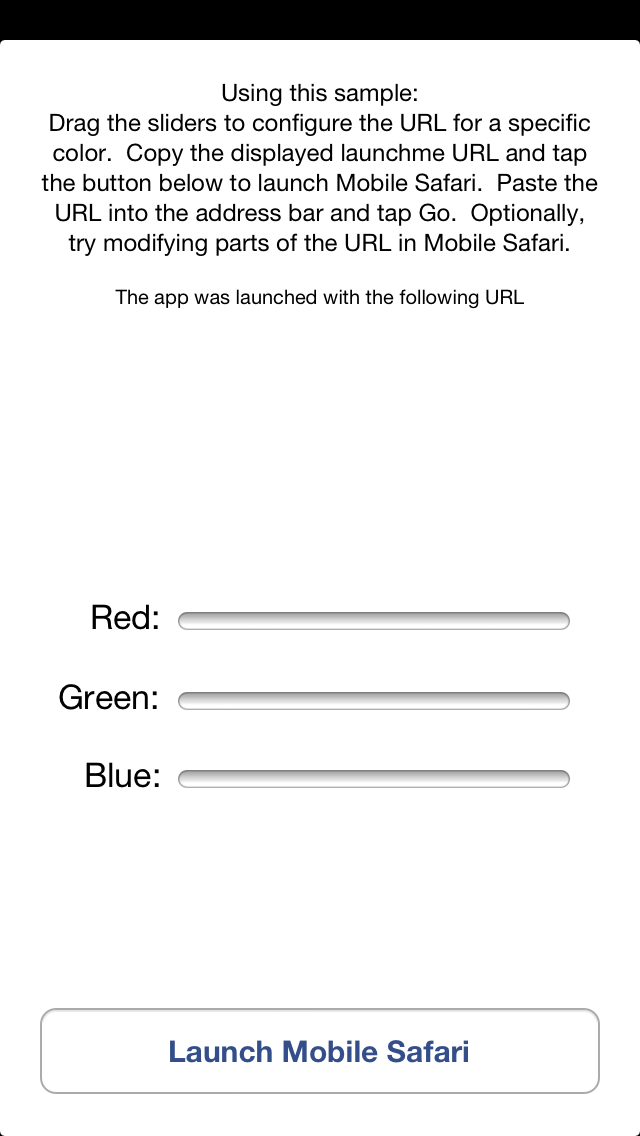 Using this sample:
Drag the sliders to configure the URL for a specific
color.  Copy the displayed launchme URL and tap
the button below to launch Mobile Safari.  Paste the
URL into the address bar and tap Go.  Optionally,
try modifying parts of the URL in Mobile Safari.
The app was launched with the following URL
Red:
Green:
Blue:
Launch Mobile Safari